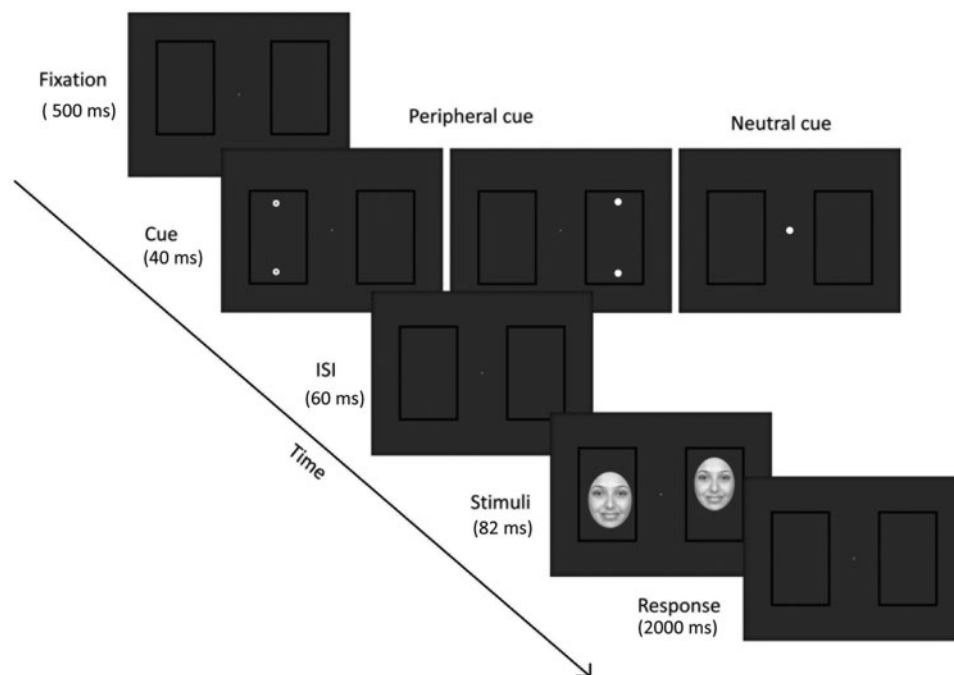 Fixation
( 500 ms)
Peripheral cue
Neutral cue
Cue
(40 ms)
ISI
(60 ms)
Time
Stimuli
(82 ms)
Response
(2000 ms)